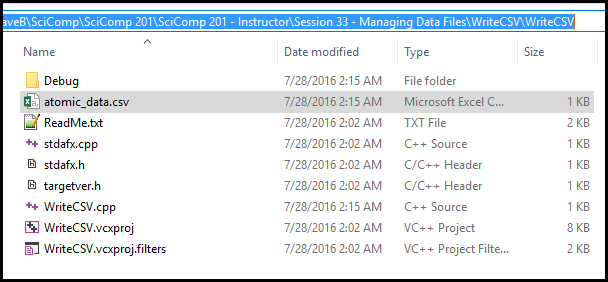 aveB\SciComp\SciComp 201\SciComp 201 - Instructor\Session 33 - Managing Data Files\WriteCSV\WriteCSV
Name Date modified Type Size
Debug 7/28/2016 2:15 AM File folder
atomic_data.csv 7/28/2016 2:15 AM Microsoft Excel C... 1 KB
ReadMe.txt 7/28/2016 2:02 AM TXT File 2 KB
stdafx.cpp 7/28/2016 2:02 AM C++ Source 1 KB
stdafx.h 7/28/2016 2:02 AM C/C++ Header 1 KB
targetver.h 7/28/2016 2:02 AM C/C++ Header 1 KB
WriteCSV.cpp 7/28/2016 2:15 AM C++ Source 1 KB
WriteCSV.vcxproj 7/28/2016 2:02 AM VC++ Project 8 KB
WriteCSV.vcxproj.filters 7/28/2016 2:02 AM VC++ Project Filte... 2 KB